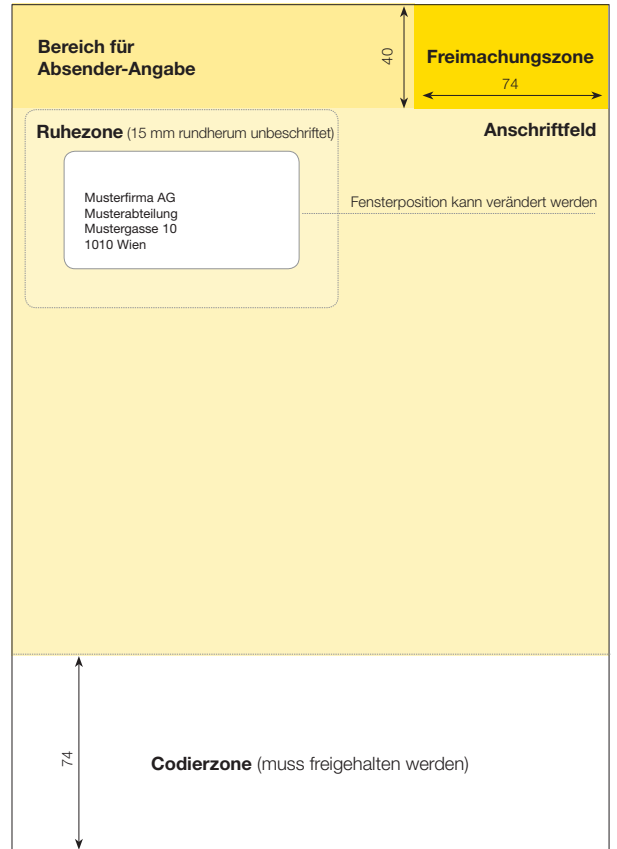 Bereich für
Absender-Angabe
40
Freimachungszone
74
Ruhezone (15 mm rundherum unbeschriftet)
Anschriftfeld
Musterfirma AG
Musterabteilung
Mustergasse 10
1010 Wien
Fensterposition kann verändert werden
74
Codierzone (muss freigehalten werden)